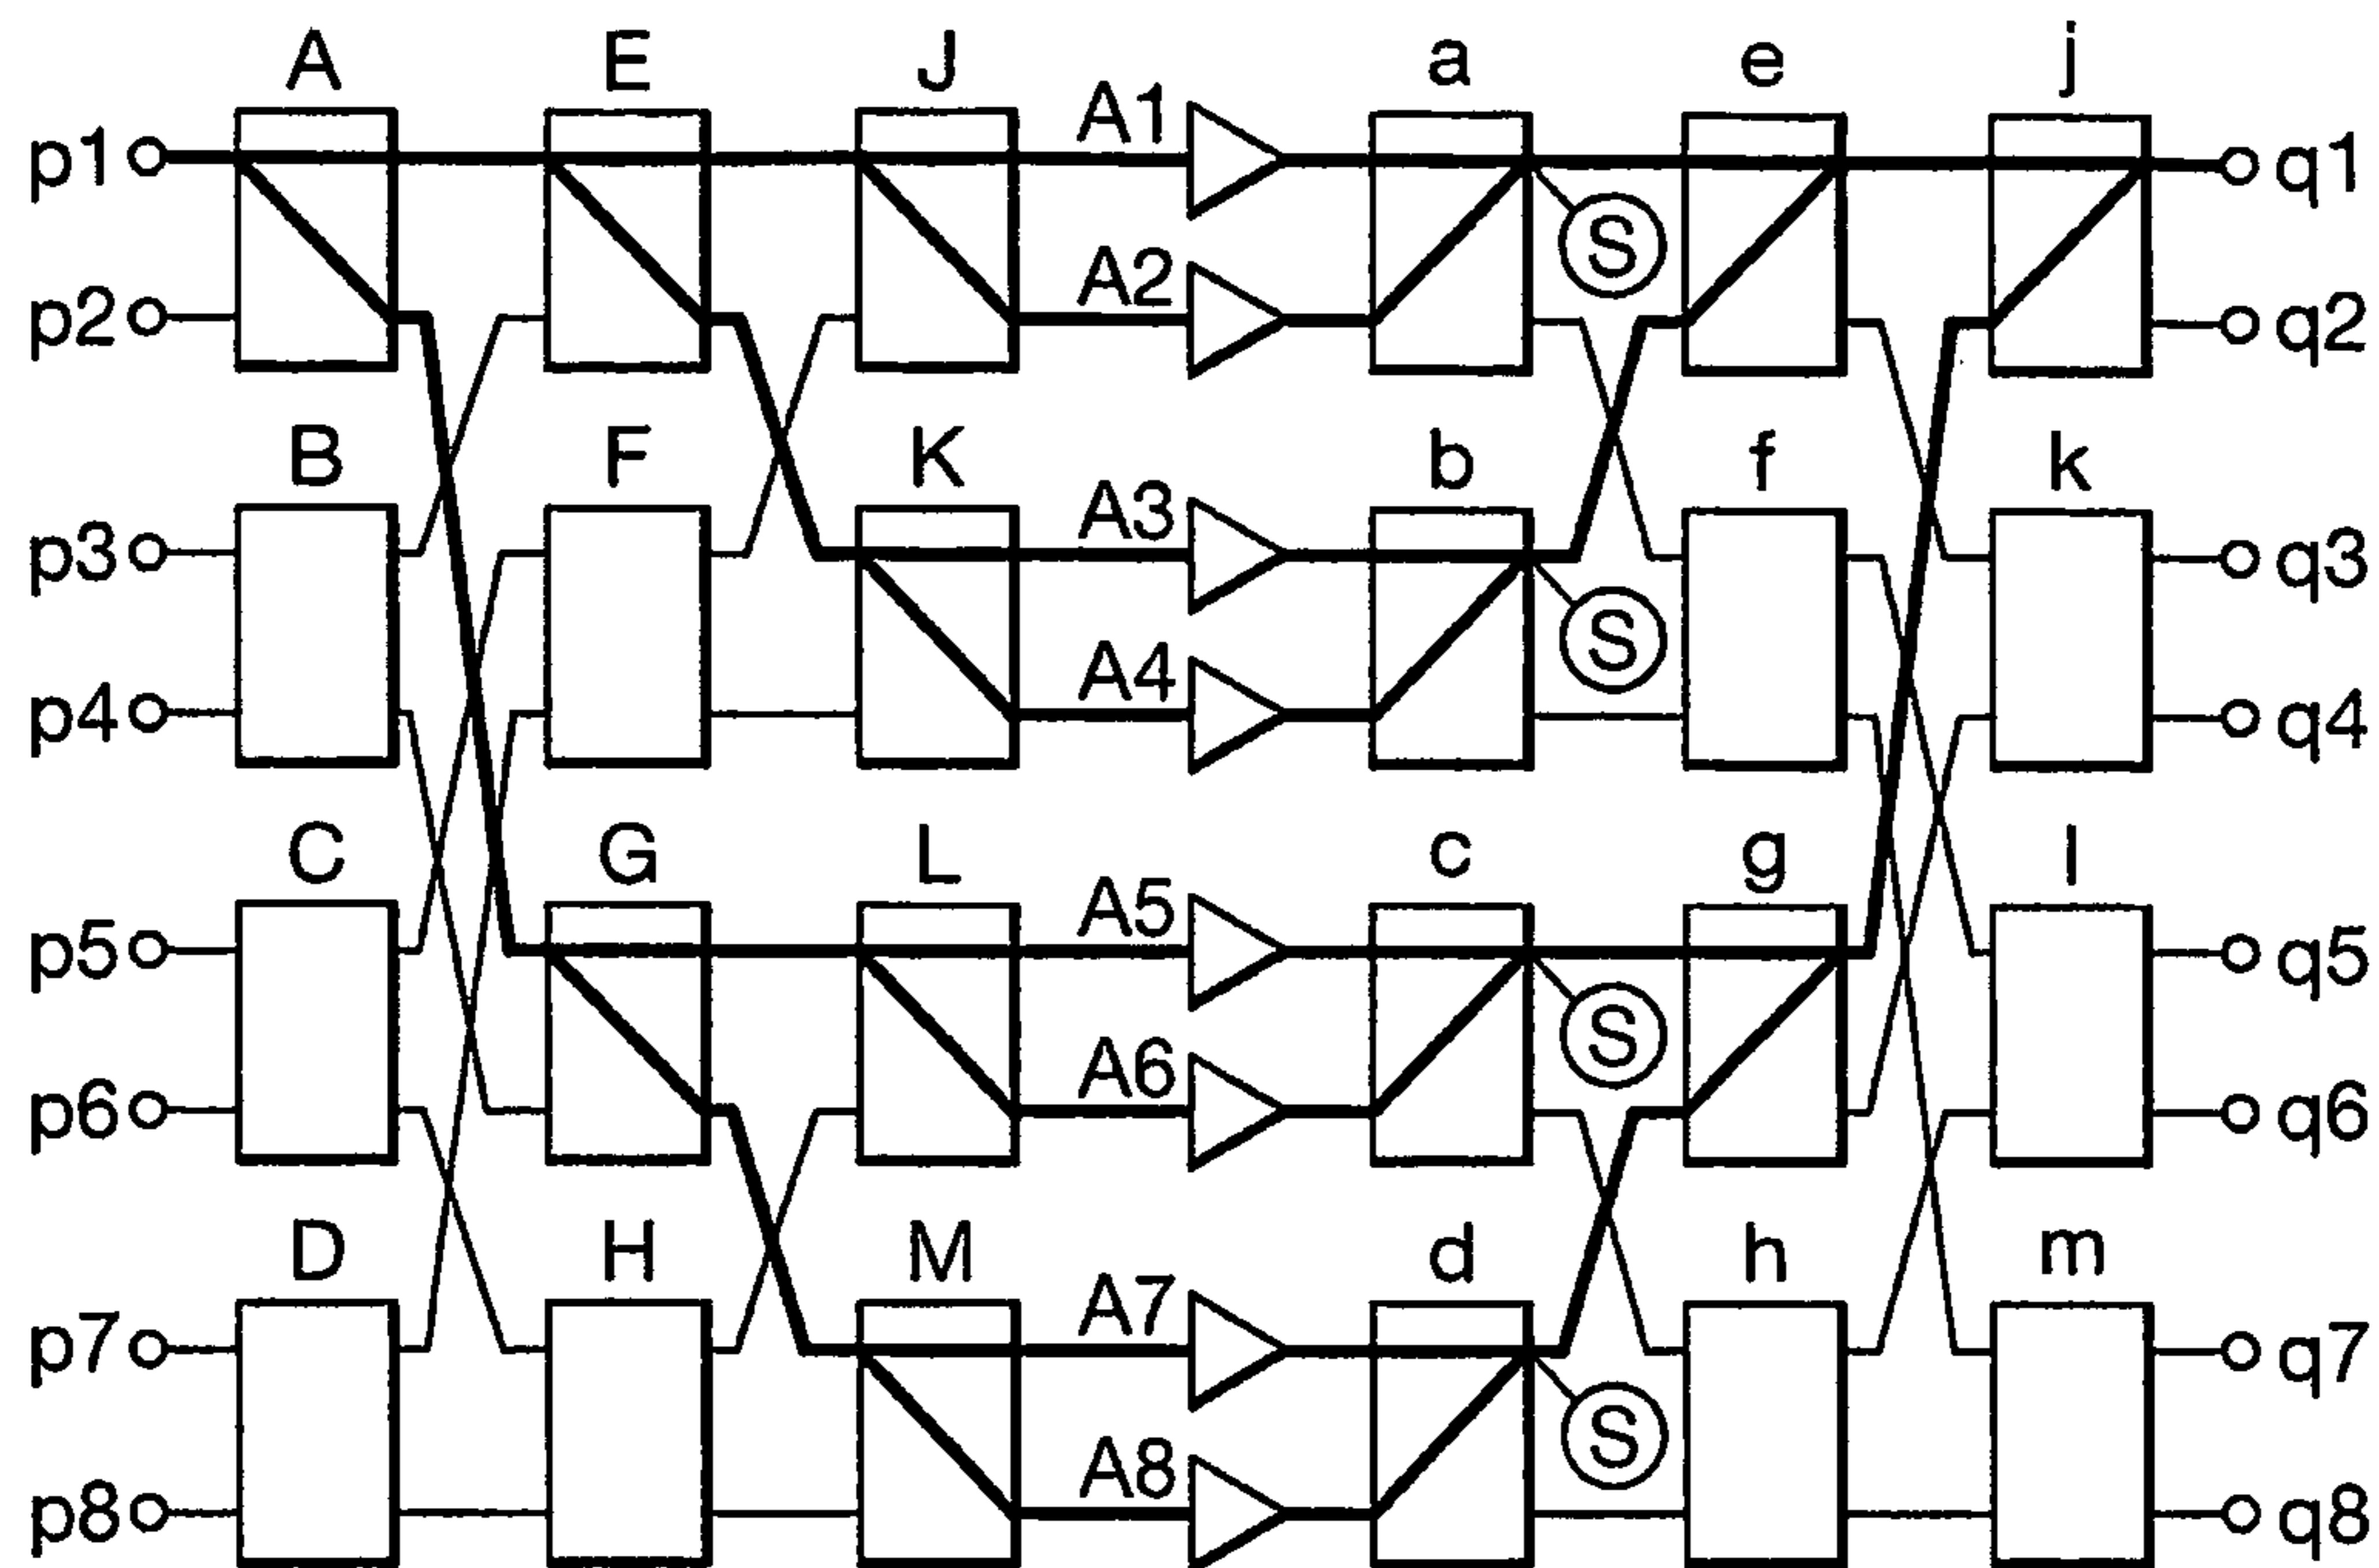 A E J a e j
p1 A1 q1
S
p2 A2 q2
B F K b f k
p3 A3 q3
S
p4 A4 q4
C G L c g l
p5 A5 q5
S
p6 A6 q6
D H M d h m
p7 A7 q7
S
p8 A8 q8